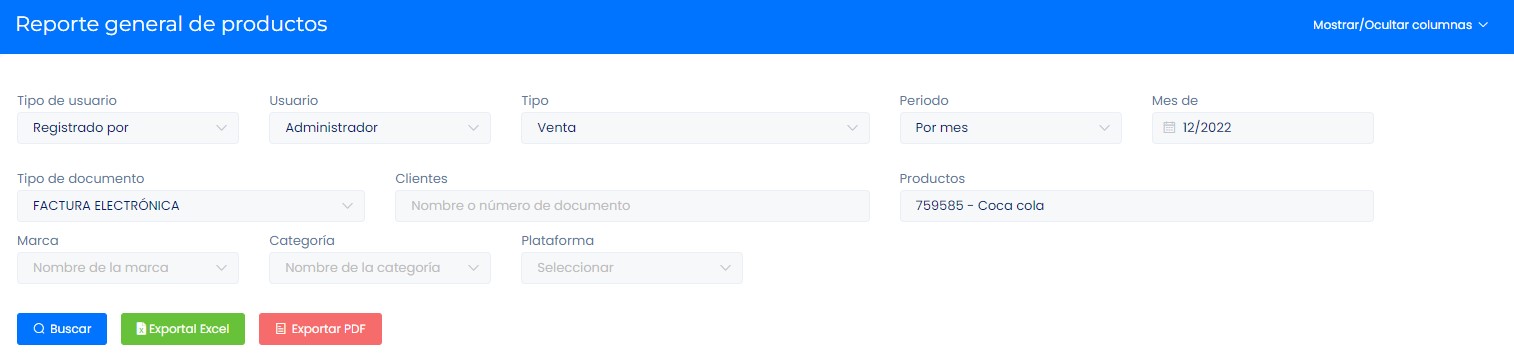 Reporte general de productos
Mostrar/Ocultar columnas
Tipo de usuario
Usuario
Tipo
Periodo
Mes de
Registrado por
Administrador
Venta
Por mes
12/2022
Tipo de documento
Clientes
Productos
FACTURA ELECTRÓNICA
Nombre o número de documento
759585 - Coca cola
Marca
Categoría
Plataforma
Nombre de la marca
Nombre de la categoría
Seleccionar
Buscar
Exportal Excel
Exportar PDF